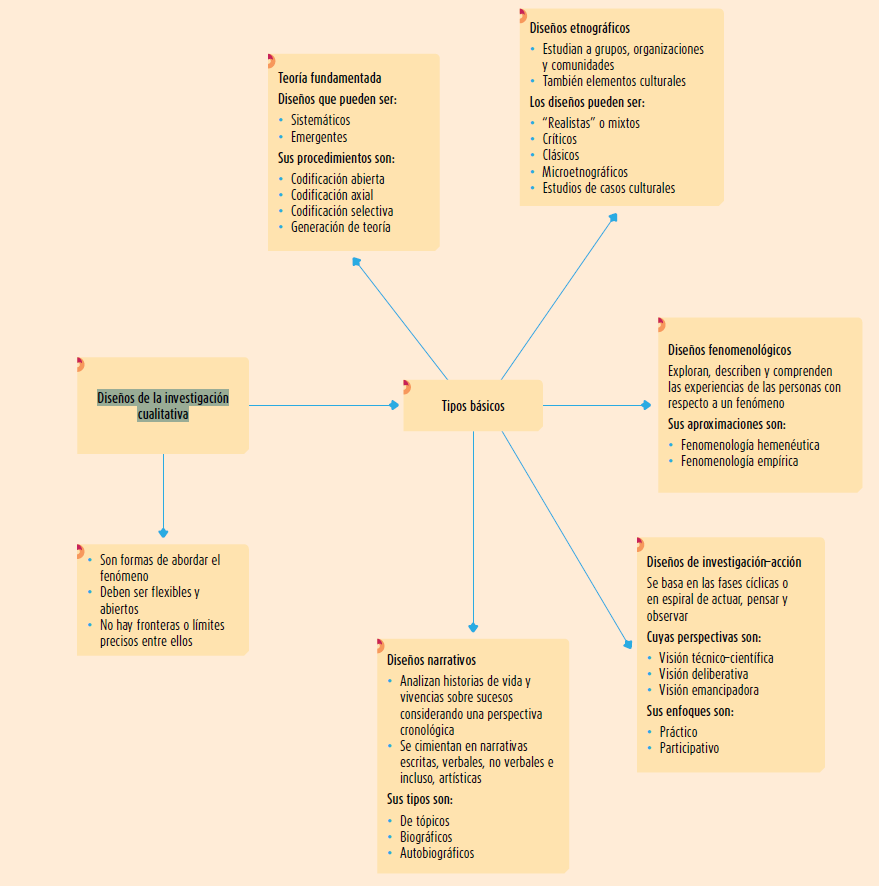 Diseños de la investigación
cualitativa
• Son formas de abordar el
fenómeno
• Deben ser flexibles y
abiertos
• No hay fronteras o límites
precisos entre ellos
Tipos básicos
Teoría fundamentada
Diseños que pueden ser:
• Sistemáticos
• Emergentes
Sus procedimientos son:
• Codificación abierta
• Codificación axial
• Codificación selectiva
• Generación de teoría
Diseños etnográficos
• Estudian a grupos, organizaciones
y comunidades
• También elementos culturales
Los diseños pueden ser:
• “Realistas” o mixtos
• Críticos
• Clásicos
• Microetnográficos
• Estudios de casos culturales
Diseños fenomenológicos
Exploran, describen y comprenden
las experiencias de las personas con
respecto a un fenómeno
Sus aproximaciones son:
• Fenomenología hemenéutica
• Fenomenología empírica
Diseños de investigación-acción
Se basa en las fases cíclicas o
en espiral de actuar, pensar y
observar
Cuyas perspectivas son:
• Visión técnico-científica
• Visión deliberativa
• Visión emancipadora
Sus enfoques son:
• Práctico
• Participativo
Diseños narrativos
• Analizan historias de vida y
vivencias sobre sucesos
considerando una perspectiva
cronológica
• Se cimientan en narrativas
escritas, verbales, no verbales e
incluso, artísticas
Sus tipos son:
• De tópicos
• Biográficos
• Autobiográficos